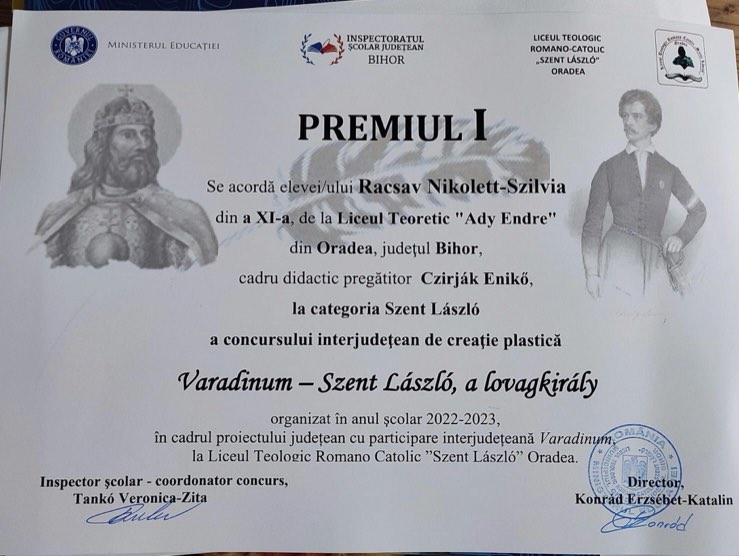 GUVERNUL ROMÂNIEI
MINISTERUL EDUCAȚIEI
INSPECTORATUL
ȘCOLAR JUDEȚEAN
BIHOR
LICEUL TEOLOGIC
ROMANO-CATOLIC
„SZENT LÁSZLÓ”
ORADEA
PREMIUL I
Se acordă elevei/ului Racsav Nikolett-Szilvia
din a XI-a, de la Liceul Teoretic "Ady Endre"
din Oradea, județul Bihor,
cadru didactic pregătitor Czirják Enikő,
la categoria Szent László
a concursului interjudețean de creație plastică
Varadinum – Szent László, a lovagkirály
organizat în anul școlar 2022-2023,
în cadrul proiectului județean cu participare interjudețeană Varadinum,
la Liceul Teologic Romano Catolic ”Szent László” Oradea.
Inspector școlar - coordonator concurs,
Tankó Veronica-Zita
ROMÂNIA
Director,
Konrád Erzsébet-Katalin
Konrád